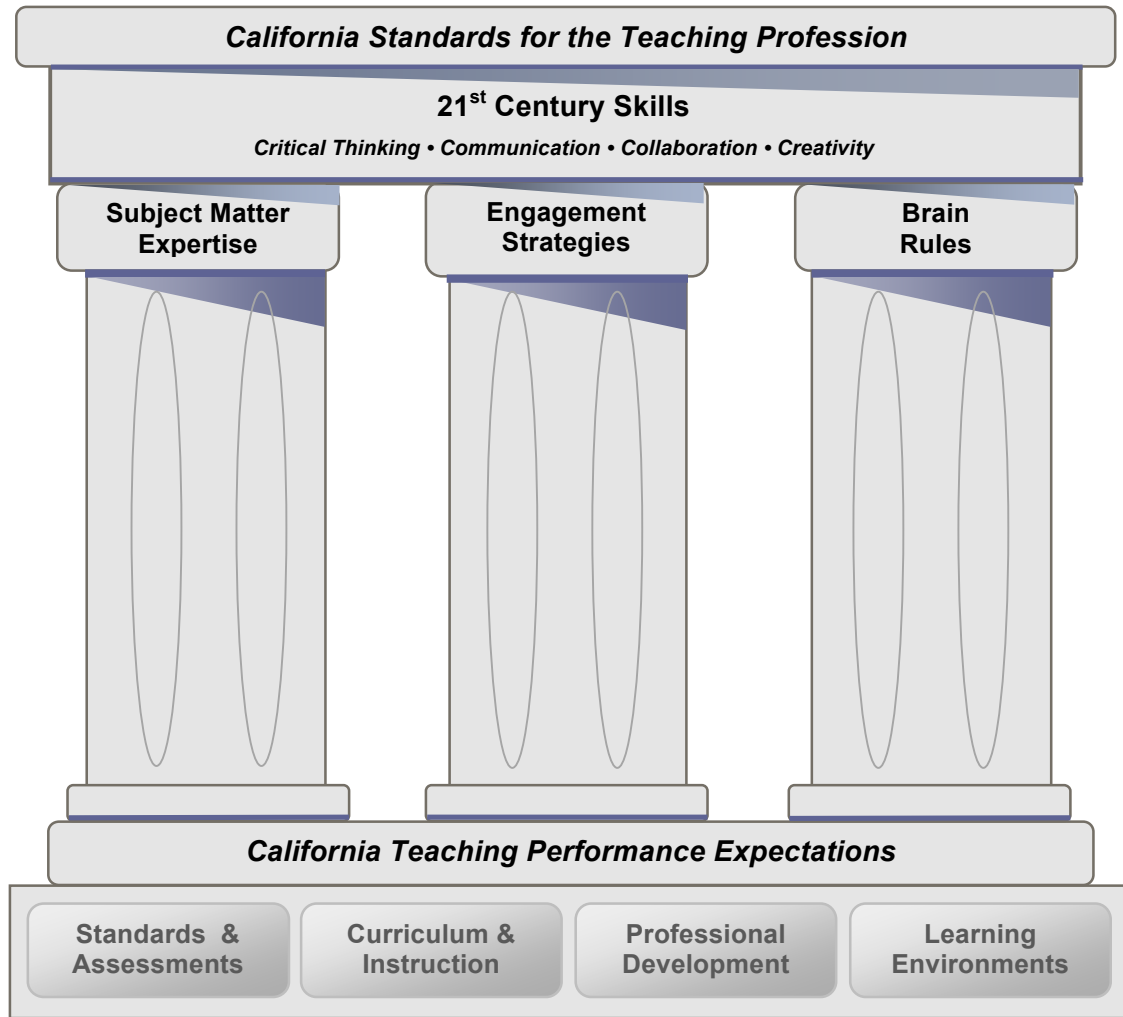 California Standards for the Teaching Profession
21st Century Skills
Critical Thinking • Communication • Collaboration • Creativity
Subject Matter
Expertise
Engagement
Strategies
Brain
Rules
California Teaching Performance Expectations
Standards &
Assessments
Curriculum &
Instruction
Professional
Development
Learning
Environments